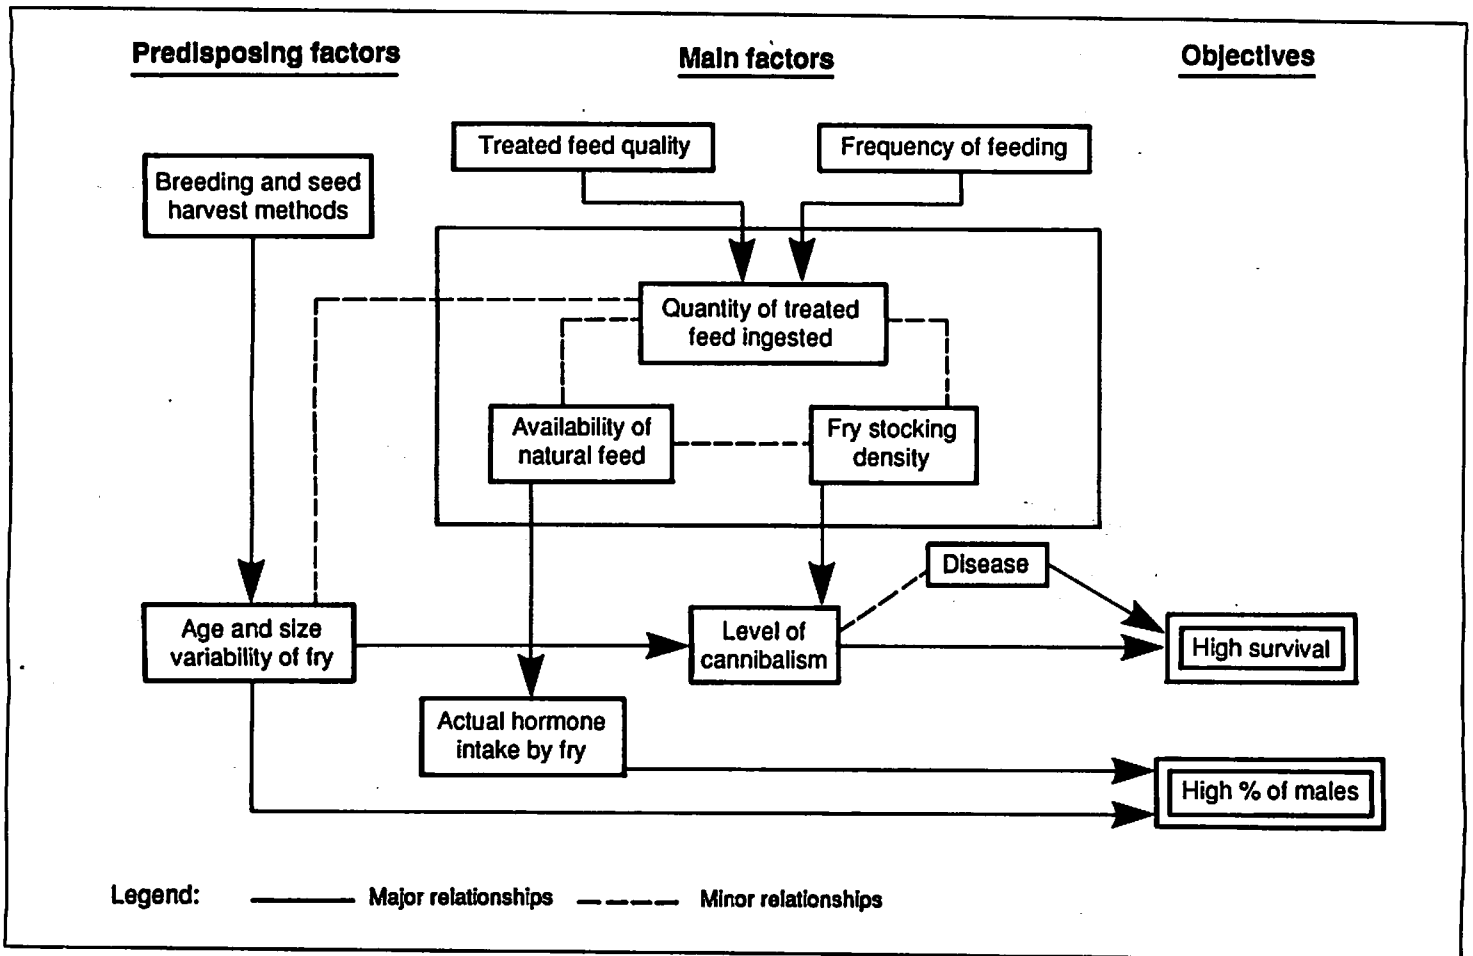 Predisposing factors
Main factors
Objectives
Treated feed quality
Frequency of feeding
Breeding and seed
harvest methods
Quantity of treated
feed ingested
Availability of
natural feed
Fry stocking
density
Disease
Age and size
variability of fry
Level of
cannibalism
High survival
Actual hormone
intake by fry
High % of males
Legend:
Major relationships
Minor relationships